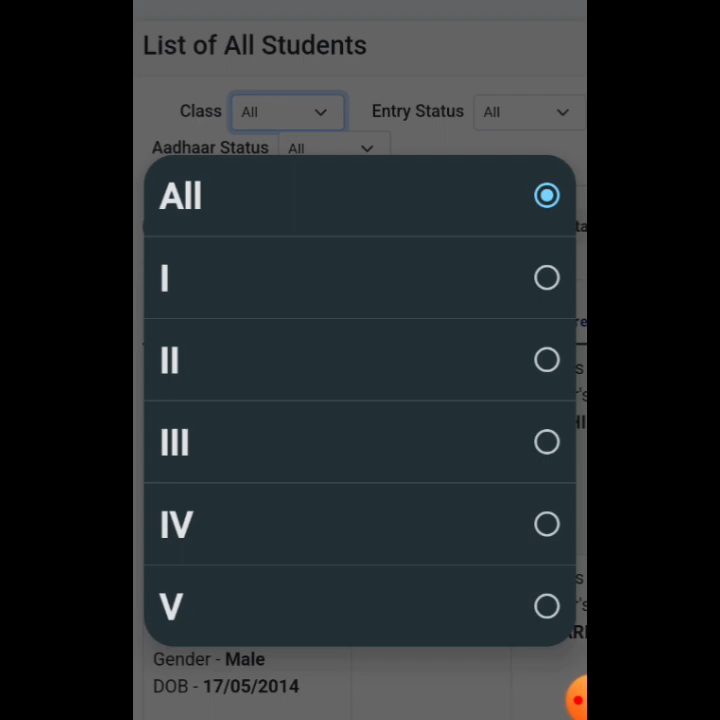 List of All Students
Class All Entry Status All
Aadhaar Status All
All
I
II
III
IV
V
Gender - Male
DOB - 17/05/2014